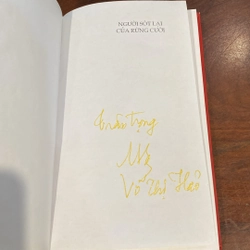 NGƯỜI SÓT LẠI
CỦA RỪNG CƯỜI
trân trọng
Võ Thị Hảo